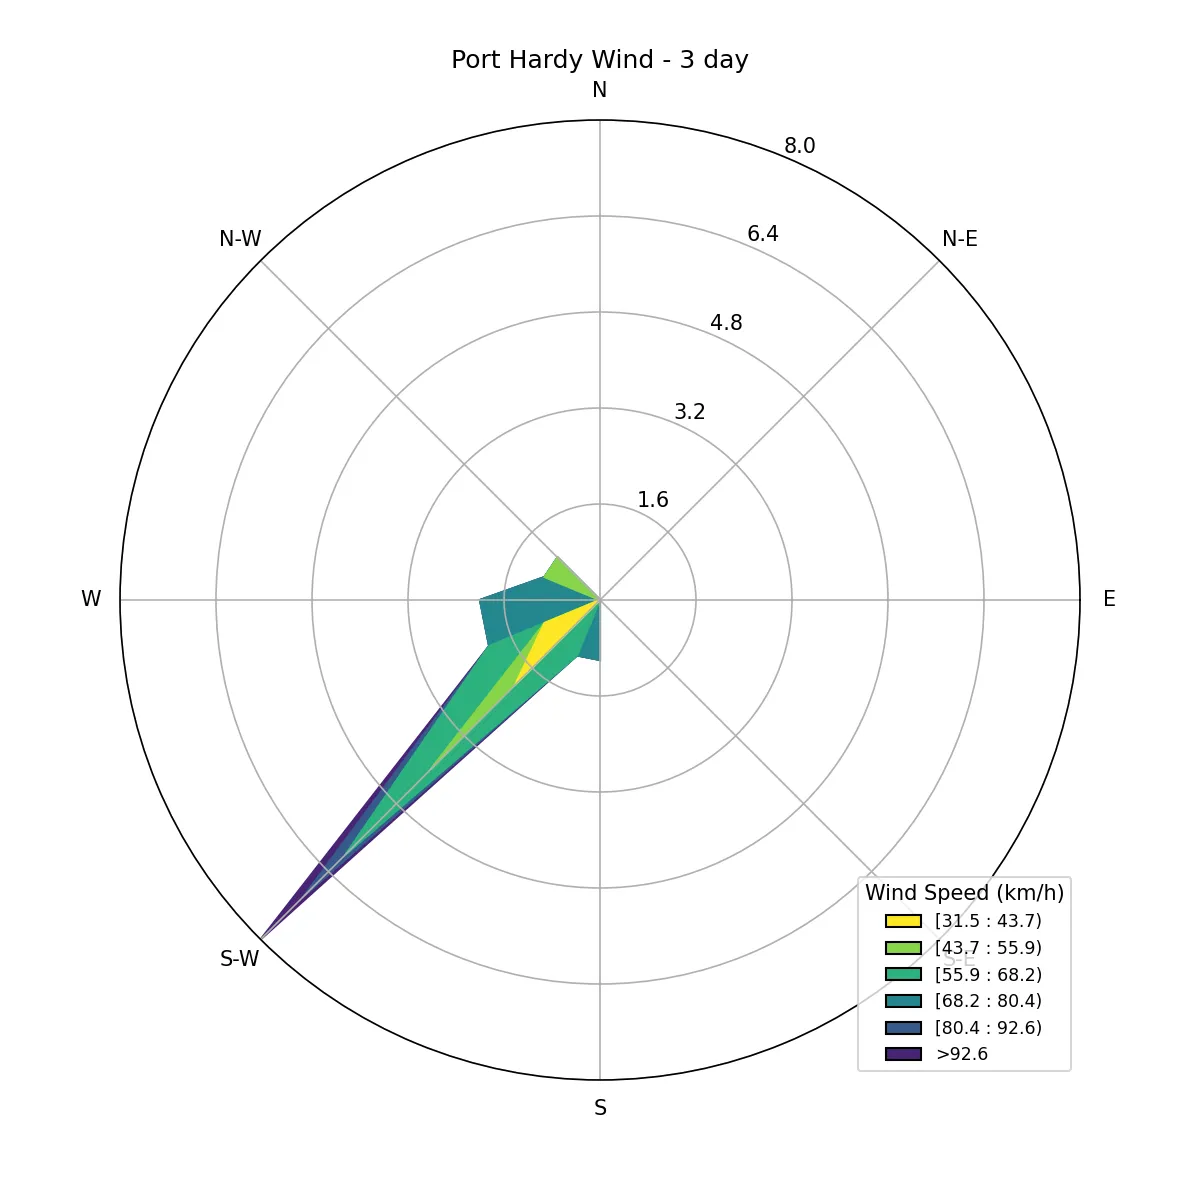 Port Hardy Wind - 3 day
N
8.0
N-W
6.4
N-E
4.8
3.2
1.6
W
E
Wind Speed (km/h)
[31.5 : 43.7)
[43.7 : 55.9)
S-W
S-E
[55.9 : 68.2)
[68.2 : 80.4)
[80.4 : 92.6)
>92.6
S